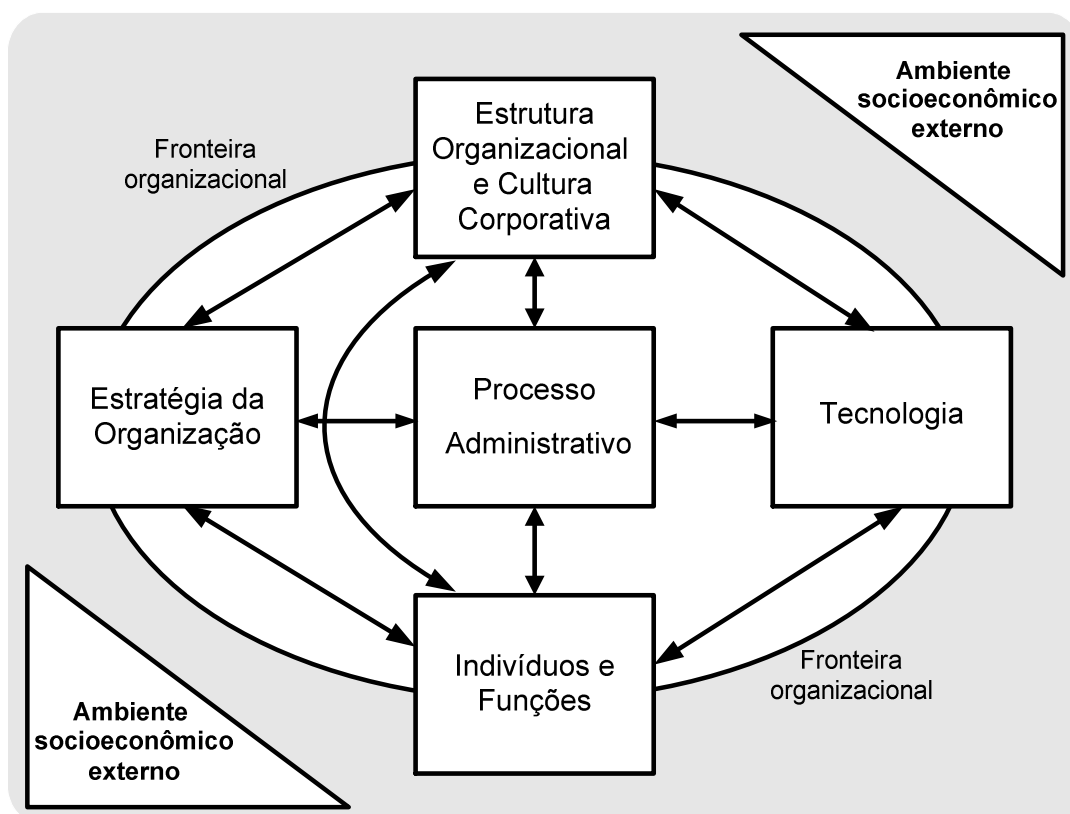 Ambiente
socioeconômico
externo
Estrutura
Organizacional
e Cultura
Corporativa
Fronteira
organizacional
Estratégia da
Organização
Processo
Administrativo
Tecnologia
Indivíduos e
Funções
Fronteira
organizacional
Ambiente
socioeconômico
externo